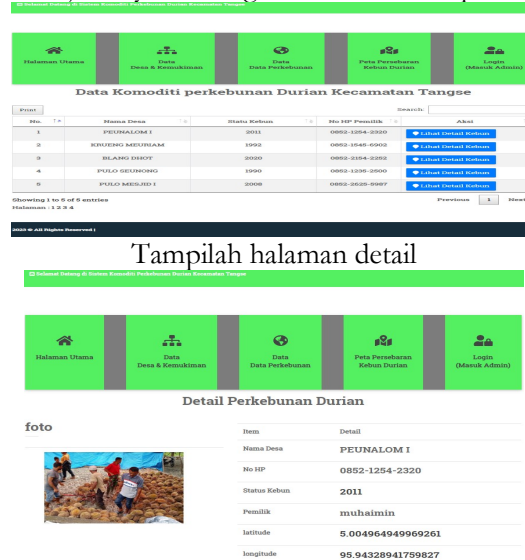 Selamat Datang di Sistem Komoditi Perkebunan Durian Kecamatan Tangse
Halaman Utama
Data
Desa & Kemukiman
Data
Data Perkebunan
Peta Persebaran
Kebun Durian
Login
(Masuk Admin)
Data Komoditi perkebunan Durian Kecamatan Tangse
Print
Search:
No. Nama Desa Statu Kebun No HP Pemilik Aksi
1 PEUNALOM I 2011 0852-1254-2320 Lihat Detail Kebun
2 KRUENG MEURIAM 1992 0852-1545-6902 Lihat Detail Kebun
3 BLANG DHOT 2020 0852-2154-2252 Lihat Detail Kebun
4 PULO SEUNONG 1990 0852-1235-2500 Lihat Detail Kebun
5 PULO MESJID I 2008 0852-2625-5987 Lihat Detail Kebun
Showing 1 to 5 of 5 entries
Previous 1 Next
Halaman : 1 2 3 4
2023 © All Rights Reserved |
Tampilah halaman detail
Selamat Datang di Sistem Komoditi Perkebunan Durian Kecamatan Tangse
Halaman Utama
Data
Desa & Kemukiman
Data
Data Perkebunan
Peta Persebaran
Kebun Durian
Login
(Masuk Admin)
Detail Perkebunan Durian
foto
Item Detail
Nama Desa PEUNALOM I
No HP 0852-1254-2320
Status Kebun 2011
Pemilik muhaimin
latitude 5.004964949969261
longitude 95.94328941759827